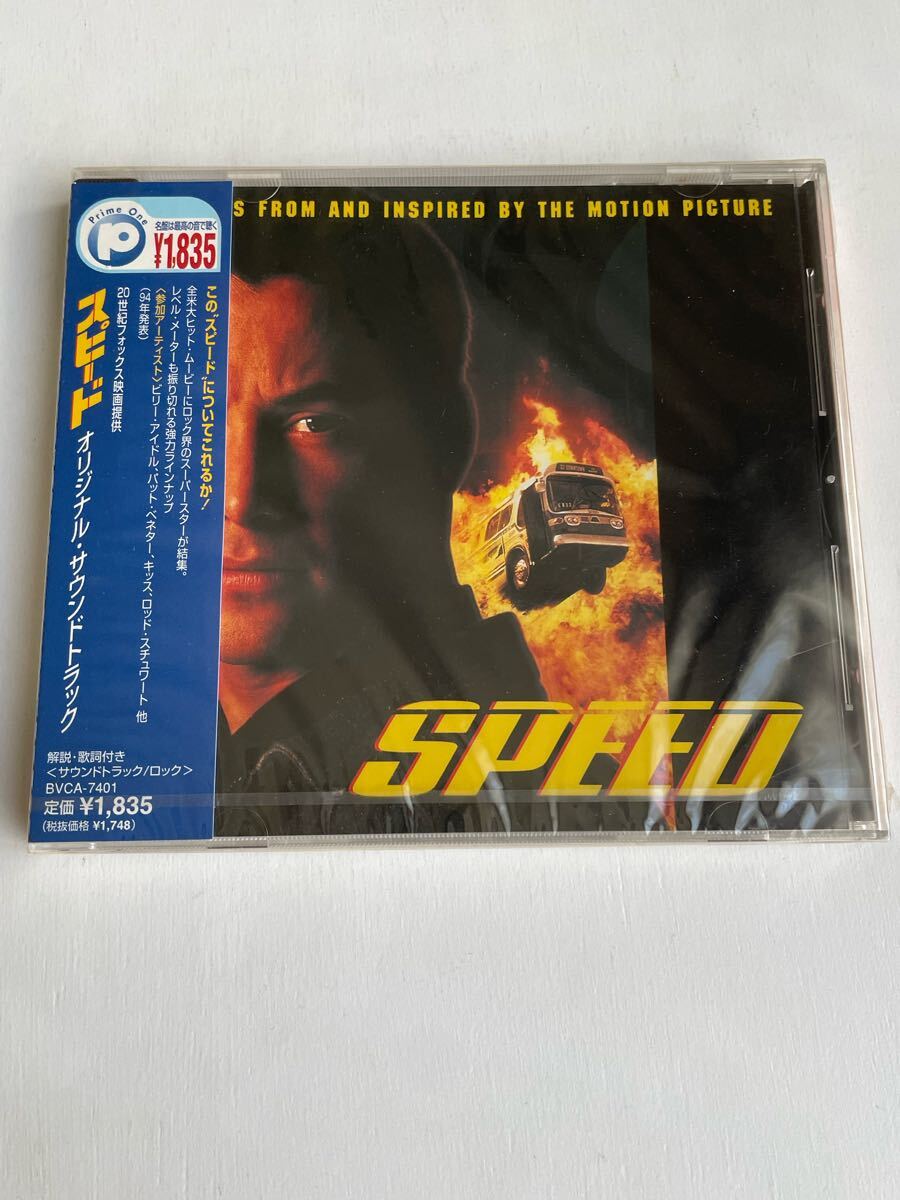 Prime One
p
名盤は最高の音で聴く
¥1,835
スピード
オリジナル・サウンドトラック
20世紀フォックス映画提供
この“スピード”についてこれるか!
全米大ヒット・ムービーにロック界のスーパースターが結集。
レベル・メーターも振り切れる強力ラインナップ
〈参加アーティスト〉ビリー・アイドル、パット・ベネター、キッス、ロッド・スチュワート 他
('94年発表)
解説・歌詞付き
<サウンドトラック/ロック>
BVCA-7401
定価 ¥1,835
(税抜価格 ¥1,748)
S FROM AND INSPIRED BY THE MOTION PICTURE
DOWNTOWN
SPEED